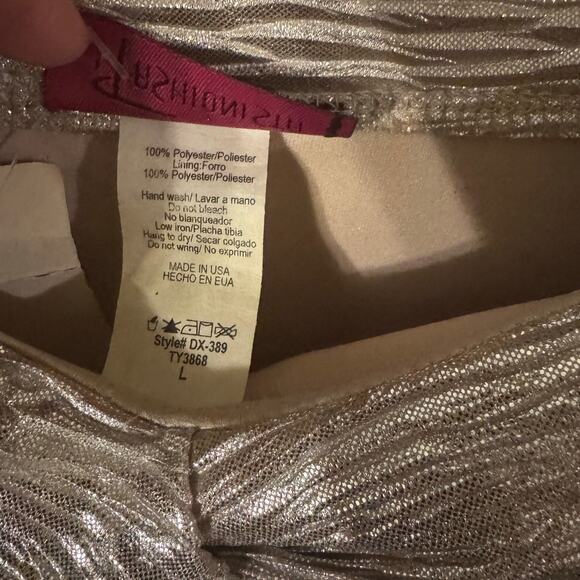 100% Polyester/Poliester
Lining:Forro
100% Polyester/Poliester
Hand wash/ Lavar a mano
Do not bleach
No blanqueador
Low iron/Placha tibia
Hang to dry/ Secar colgado
Do not wring/ No exprimir
MADE IN USA
HECHO EN EUA
Style# DX-389
TY3868
L